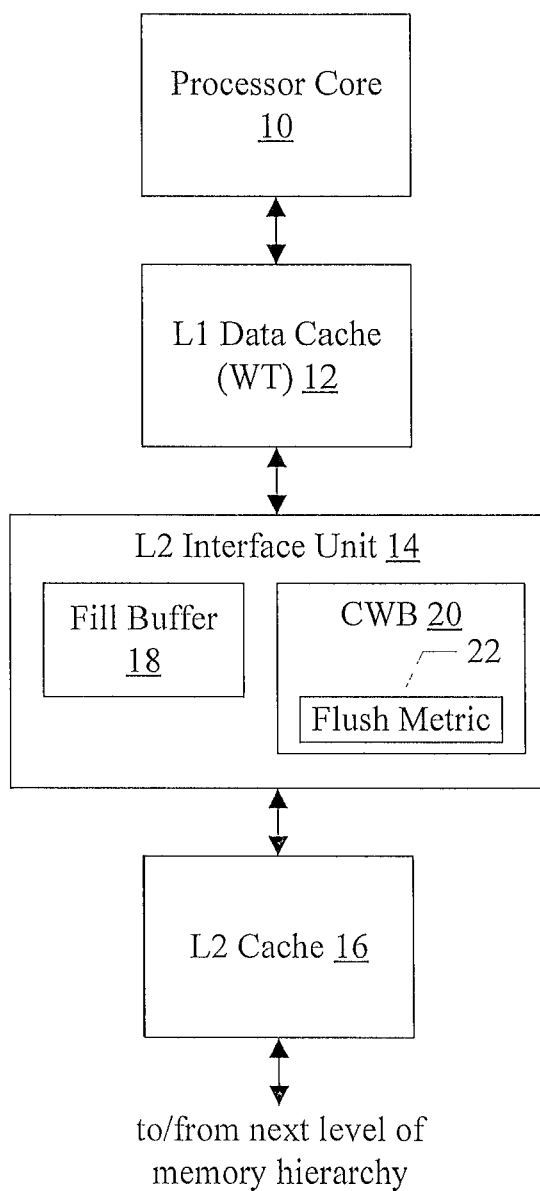 Processor Core
10
L1 Data Cache
(WT) 12
L2 Interface Unit 14
Fill Buffer
18
CWB 20
22
Flush Metric
L2 Cache 16
to/from next level of
memory hierarchy